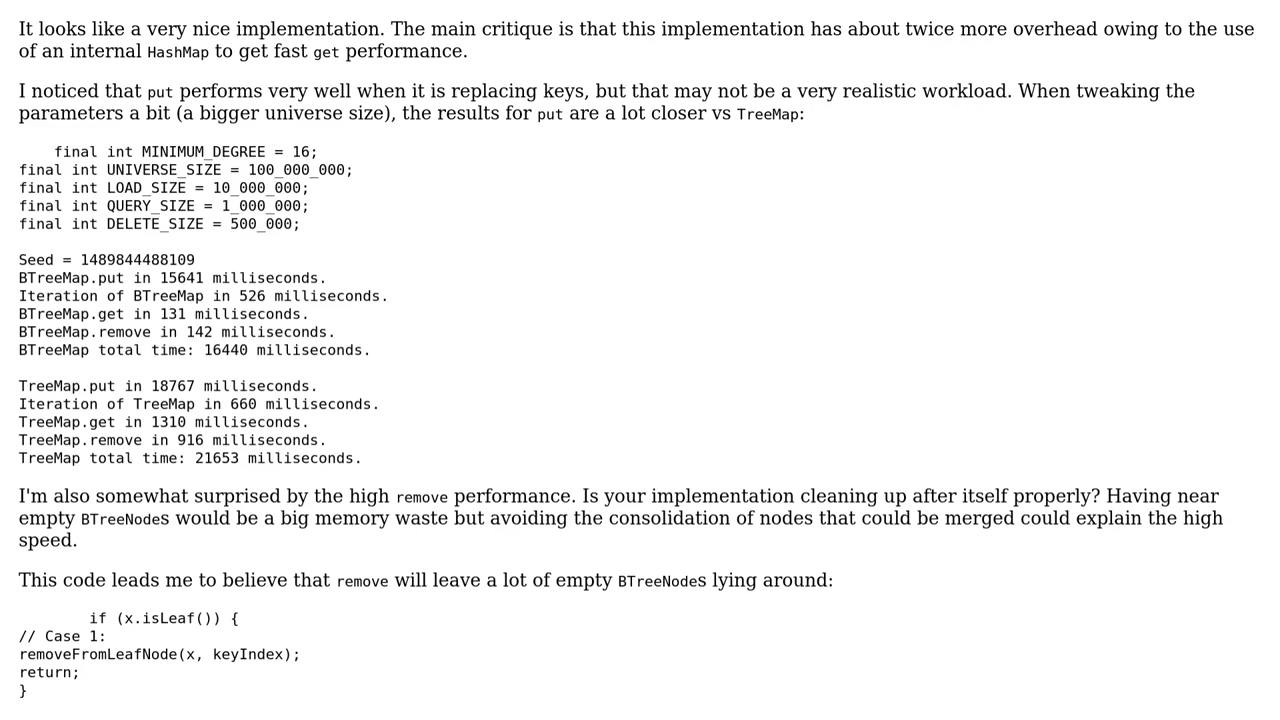 It looks like a very nice implementation. The main critique is that this implementation has about twice more overhead owing to the use
of an internal HashMap to get fast get performance.
I noticed that put performs very well when it is replacing keys, but that may not be a very realistic workload. When tweaking the
parameters a bit (a bigger universe size), the results for put are a lot closer vs TreeMap:
final int MINIMUM_DEGREE = 16;
final int UNIVERSE_SIZE = 100_000_000;
final int LOAD_SIZE = 10_000_000;
final int QUERY_SIZE = 1_000_000;
final int DELETE_SIZE = 500_000;
Seed = 1489844488109
BTreeMap.put in 15641 milliseconds.
Iteration of BTreeMap in 526 milliseconds.
BTreeMap.get in 131 milliseconds.
BTreeMap.remove in 142 milliseconds.
BTreeMap total time: 16440 milliseconds.
TreeMap.put in 18767 milliseconds.
Iteration of TreeMap in 660 milliseconds.
TreeMap.get in 1310 milliseconds.
TreeMap.remove in 916 milliseconds.
TreeMap total time: 21653 milliseconds.
I'm also somewhat surprised by the high remove performance. Is your implementation cleaning up after itself properly? Having near
empty BTreeNodes would be a big memory waste but avoiding the consolidation of nodes that could be merged could explain the high
speed.
This code leads me to believe that remove will leave a lot of empty BTreeNodes lying around:
if (x.isLeaf()) {
// Case 1:
removeFromLeafNode(x, keyIndex);
return;
}